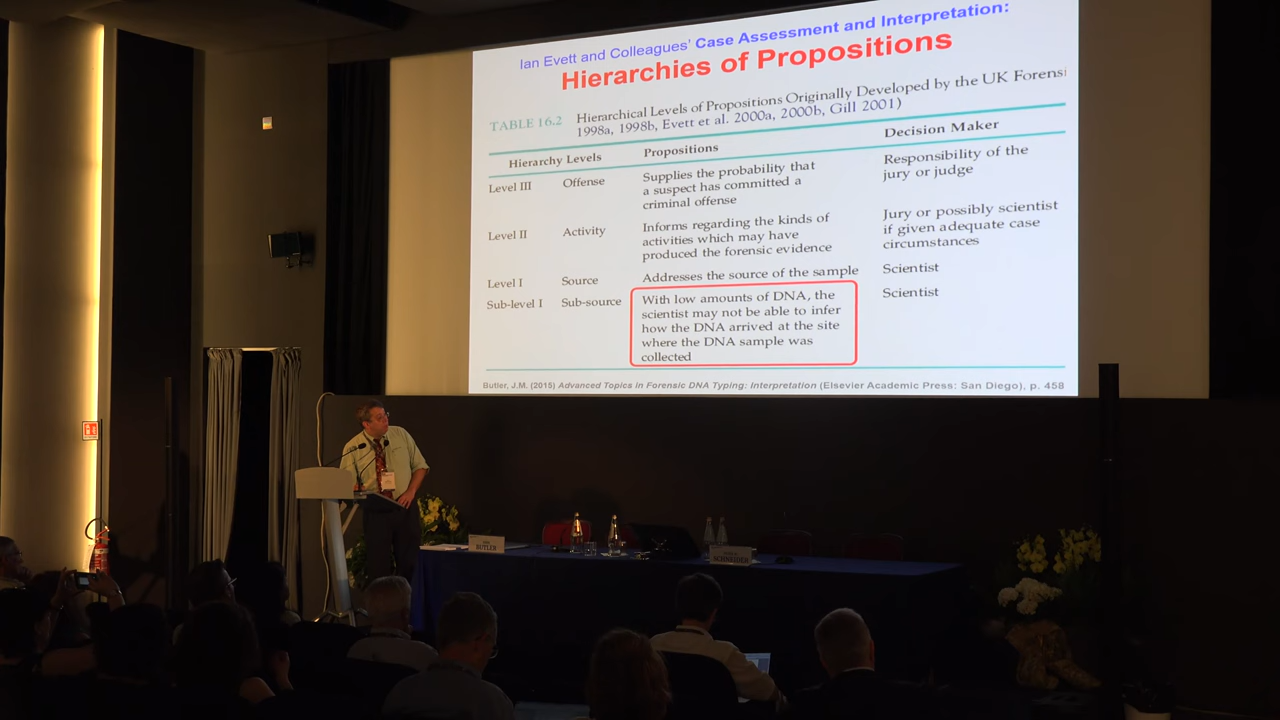 Ian Evett and Colleagues' Case Assessment and Interpretation:
Hierarchies of Propositions
TABLE 16.2 Hierarchical Levels of Propositions Originally Developed by the UK Forensi
1998a, 1998b, Evett et al. 2000a, 2000b, Gill 2001)
Hierarchy Levels Propositions Decision Maker
Level III Offense Supplies the probability that
a suspect has committed a
criminal offense
Responsibility of the
jury or judge
Level II Activity Informs regarding the kinds of
activities which may have
produced the forensic evidence
Jury or possibly scientist
if given adequate case
circumstances
Level I Source Addresses the source of the sample Scientist
Sub-level I Sub-source With low amounts of DNA, the
scientist may not be able to infer
how the DNA arrived at the site
where the DNA sample was
collected
Scientist
Butler, J.M. (2015) Advanced Topics in Forensic DNA Typing: Interpretation (Elsevier Academic Press: San Diego), p. 458
BUTLER
SCHNEIDER